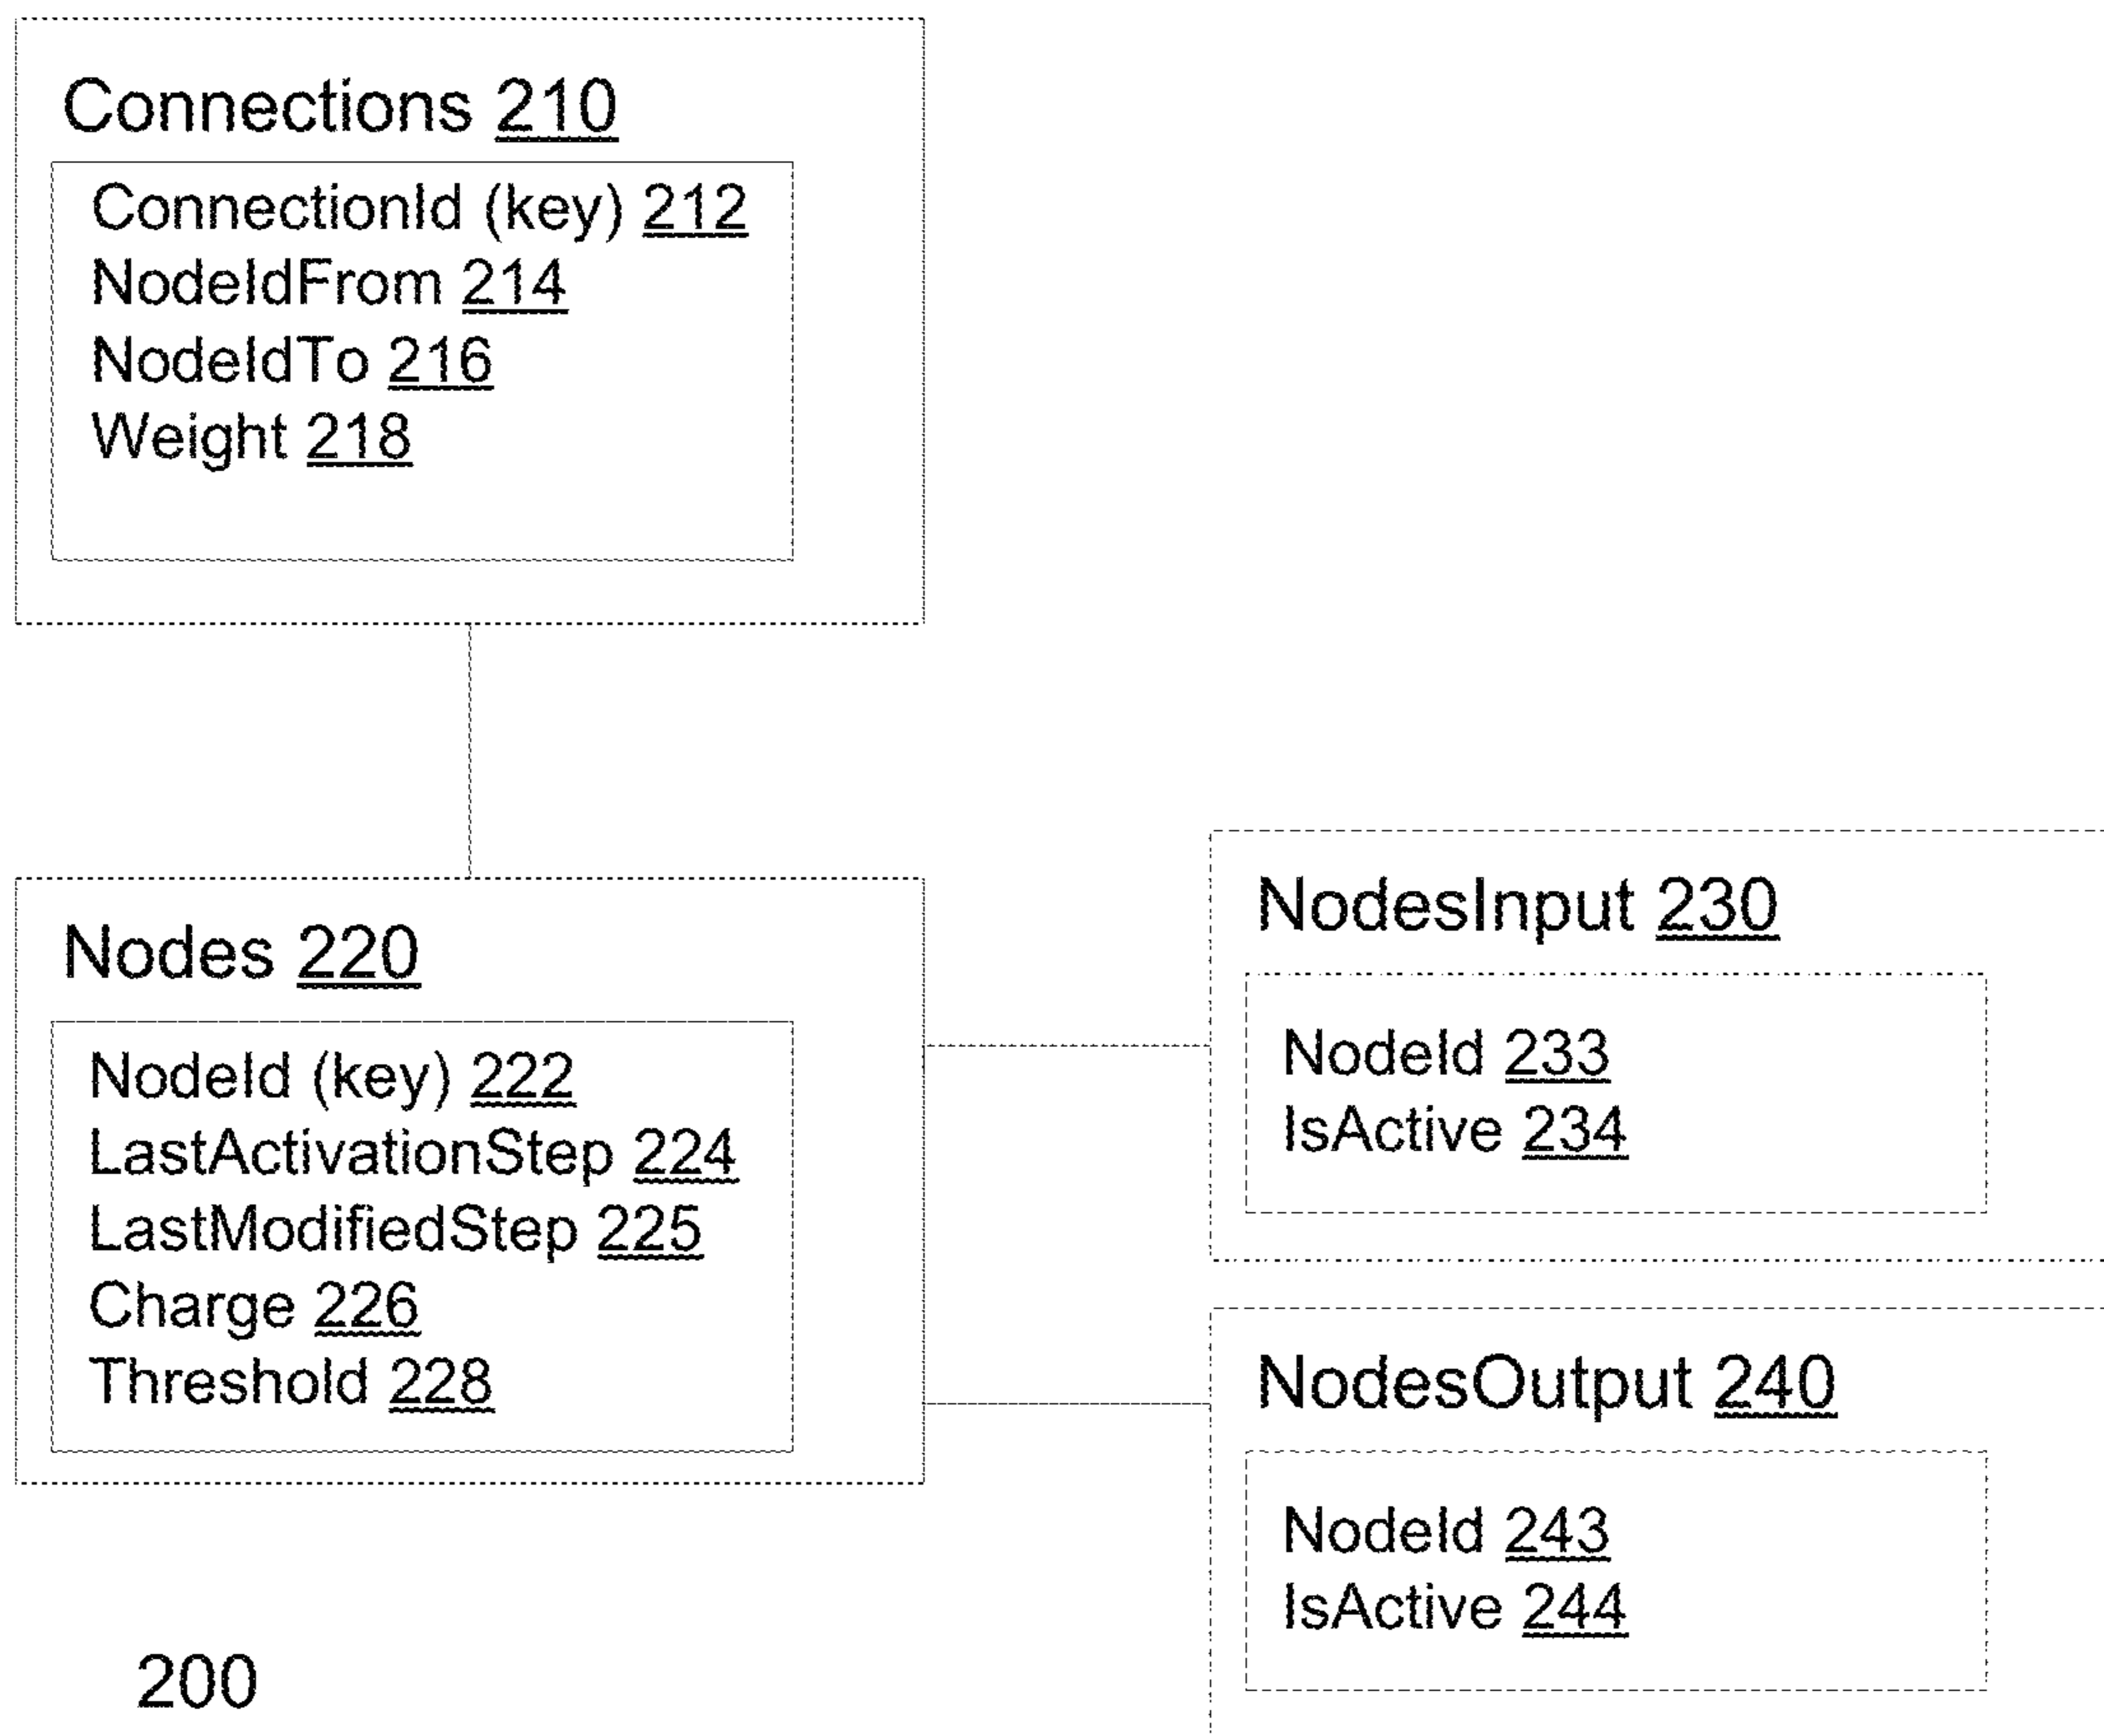 Connections 210
ConnectionId (key) 212
NodeIdFrom 214
NodeIdTo 216
Weight 218
Nodes 220
NodeId (key) 222
LastActivationStep 224
LastModifiedStep 225
Charge 226
Threshold 228
NodesInput 230
NodeId 233
IsActive 234
NodesOutput 240
NodeId 243
IsActive 244
200